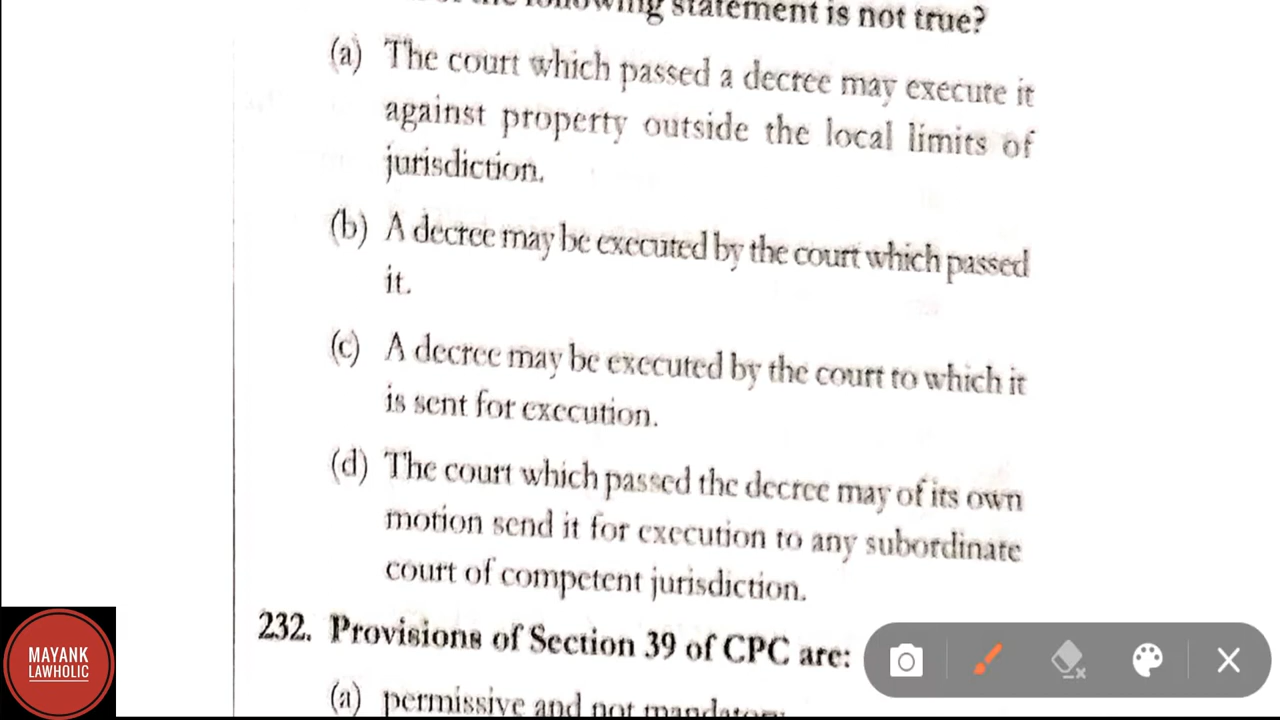 following statement is not true?
(a) The court which passed a decree may execute it
against property outside the local limits of
jurisdiction.
(b) A decree may be executed by the court which passed
it.
(c) A decree may be executed by the court to which it
is sent for execution.
(d) The court which passed the decree may of its own
motion send it for execution to any subordinate
court of competent jurisdiction.
232. Provisions of Section 39 of CPC are:
(a) permissive and not mandatory
MAYANK
LAWHOLIC